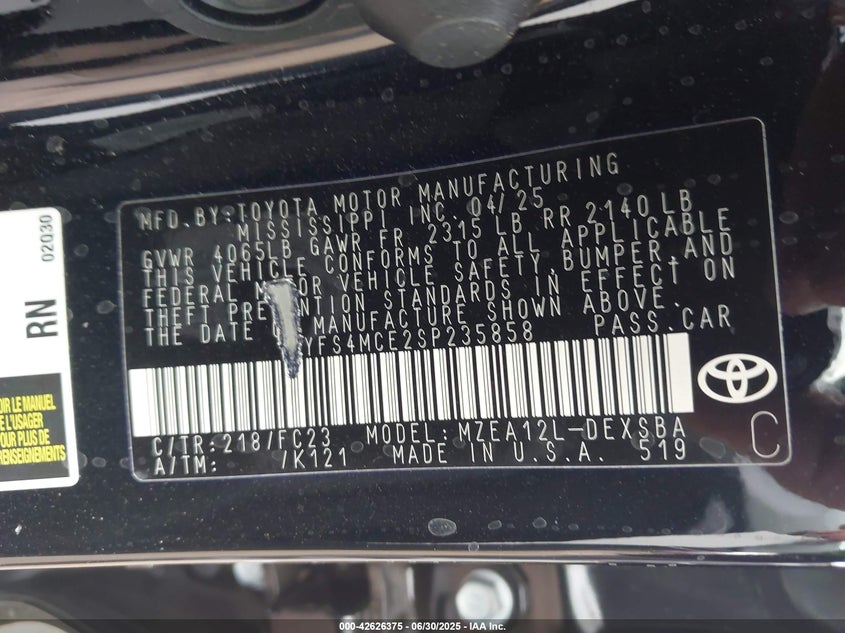 MFD. BY: TOYOTA MOTOR MANUFACTURING
MISSISSIPPI INC. 04/25
GVWR 4065LB GAWR FR 2315 LB RR 2140 LB
THIS VEHICLE CONFORMS TO ALL APPLICABLE
FEDERAL MOTOR VEHICLE SAFETY, BUMPER, AND
THEFT PREVENTION STANDARDS IN EFFECT ON
THE DATE OF MANUFACTURE SHOWN ABOVE.
YFS4MCE2SP235858 PASS. CAR
C/TR: 218/FC23 MODEL: MZEA12L-DEXSBA
A/TM: /K121 MADE IN U.S.A. 519
C
02030
RN
OIR LE MANUEL
E L'USAGER
POUR PLUS DE
RENSEIGNEMENTS
000-42626375 - 06/30/2025 - IAA Inc.